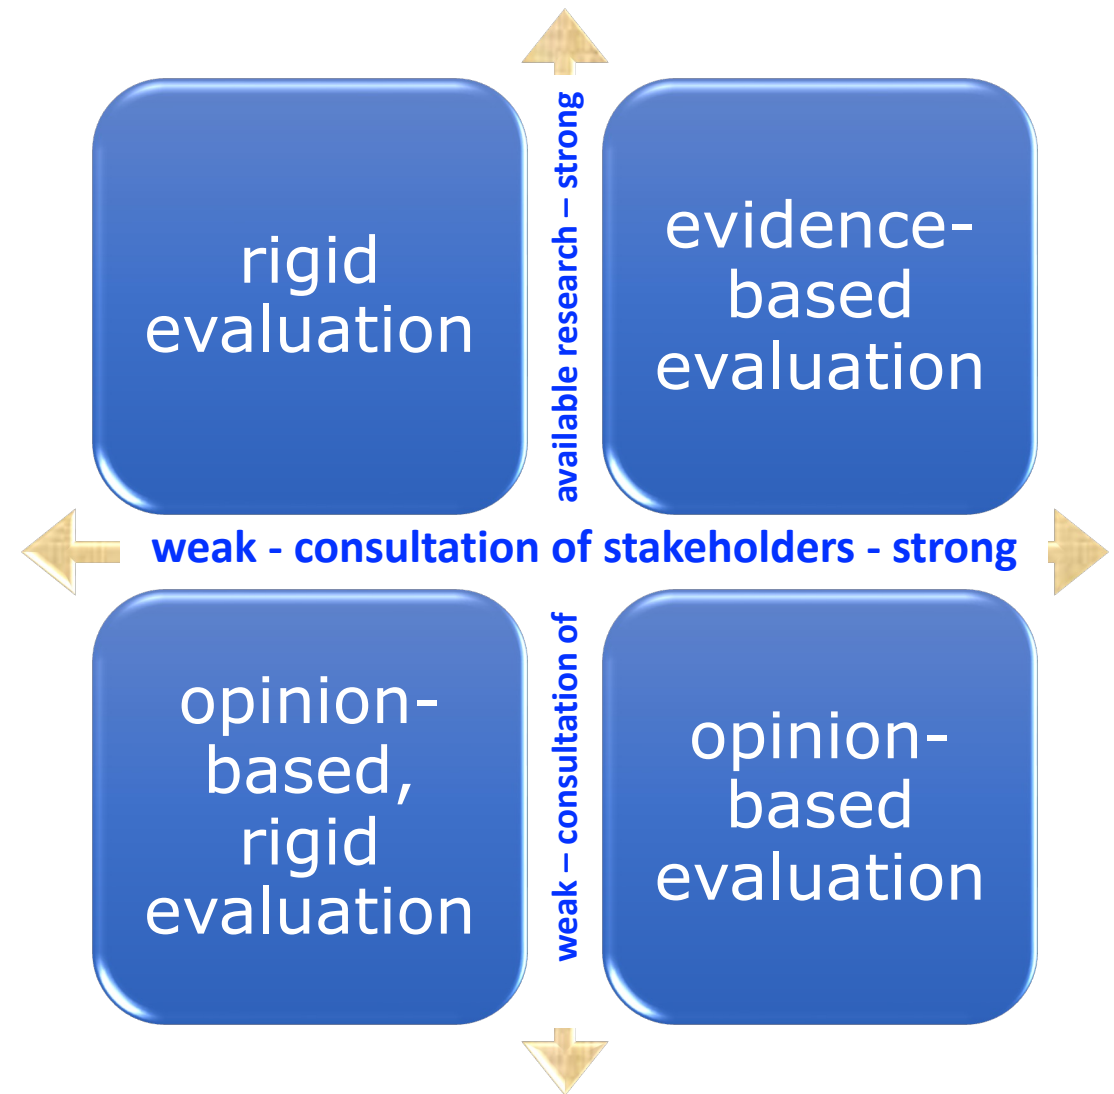 rigid
evaluation
available research – strong
evidence-
based
evaluation
weak - consultation of stakeholders - strong
opinion-
based,
rigid
evaluation
weak – consultation of
opinion-
based
evaluation